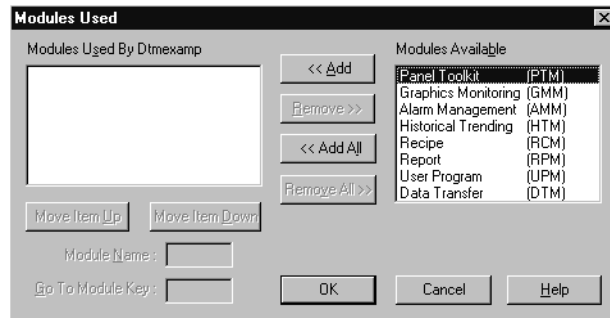 Modules Used
Modules Used By Dtmexamp
<< Add
Remove >>
<< Add All
Remove All >>
Modules Available
Panel Toolkit (PTM)
Graphics Monitoring (GMM)
Alarm Management (AMM)
Historical Trending (HTM)
Recipe (RCM)
Report (RPM)
User Program (UPM)
Data Transfer (DTM)
Move Item Up
Move Item Down
Module Name :
Go To Module Key :
OK
Cancel
Help